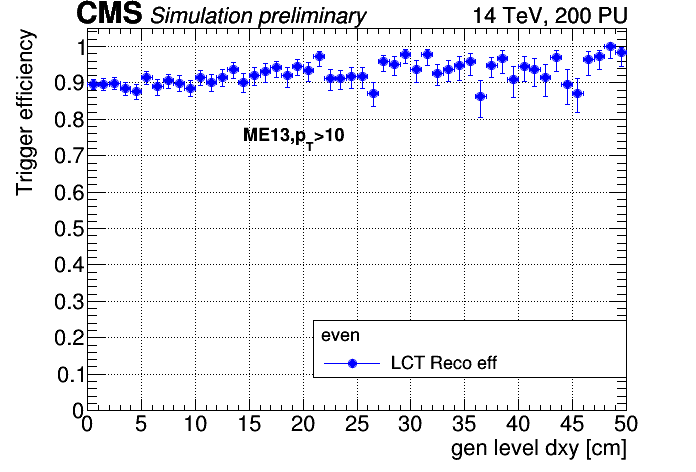 CMS Simulation preliminary 14 TeV, 200 PU
Trigger efficiency
1
0.9
0.8
0.7
0.6
0.5
0.4
0.3
0.2
0.1
0
ME13,pT>10
even
LCT Reco eff
0 5 10 15 20 25 30 35 40 45 50
gen level dxy [cm]